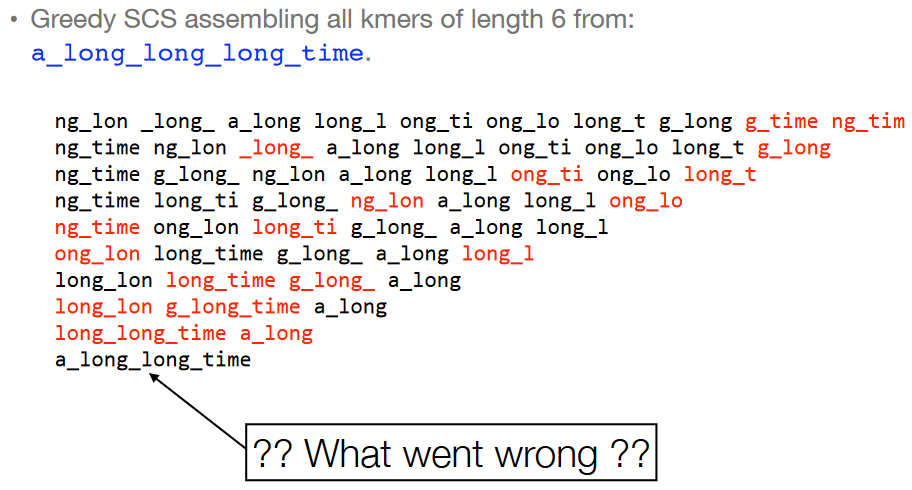 • Greedy SCS assembling all kmers of length 6 from:
a_long_long_long_time.
ng_lon _long_ a_long long_l ong_ti ong_lo long_t g_long g_time ng_tim
ng_time ng_lon _long_ a_long long_l ong_ti ong_lo long_t g_long
ng_time g_long_ ng_lon a_long long_l ong_ti ong_lo long_t
ng_time long_ti g_long_ ng_lon a_long long_l ong_lo
ng_time ong_lon long_ti g_long_ a_long long_l
ong_lon long_time g_long_ a_long long_l
long_lon long_time g_long_ a_long
long_lon g_long_time a_long
long_long_time a_long
a_long_long_time
?? What went wrong ??